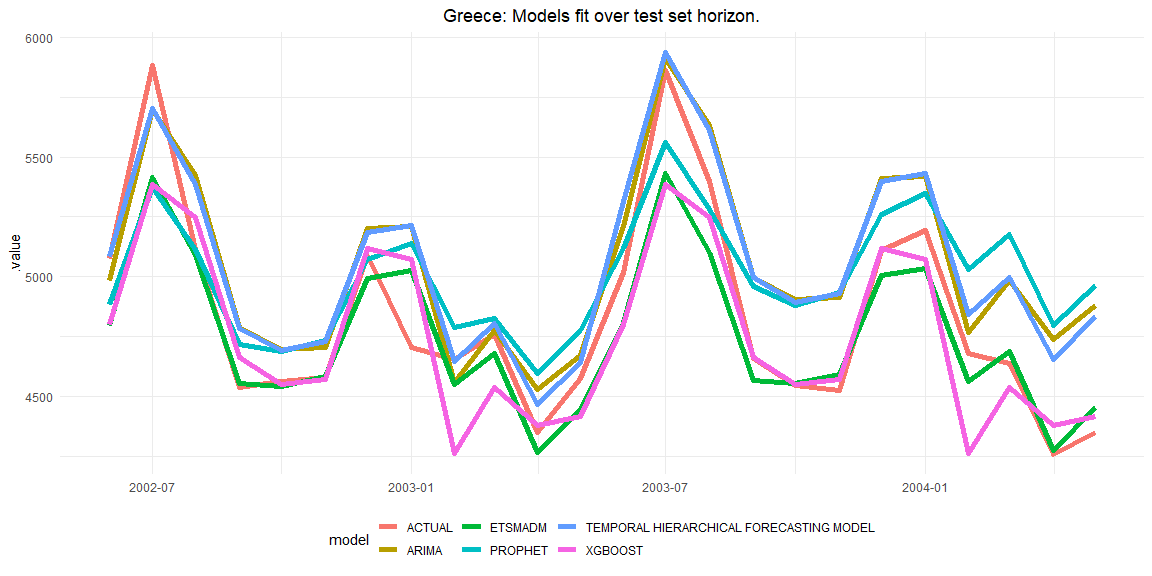 Greece: Models fit over test set horizon.
6000
5500
5000
4500
.value
2002-07 2003-01 2003-07 2004-01
model
ACTUAL ETSMADM TEMPORAL HIERARCHICAL FORECASTING MODEL
ARIMA PROPHET XGBOOST